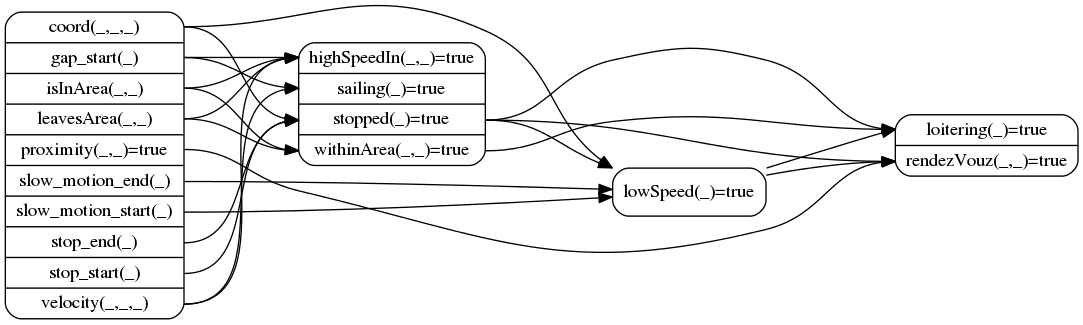 coord(_,_,_)
gap_start(_)
isInArea(_,_)
leavesArea(_,_)
proximity(_,_)=true
slow_motion_end(_)
slow_motion_start(_)
stop_end(_)
stop_start(_)
velocity(_,_,_)
highSpeedIn(_,_)=true
sailing(_)=true
stopped(_)=true
withinArea(_,_)=true
lowSpeed(_)=true
loitering(_)=true
rendezVouz(_,_)=true